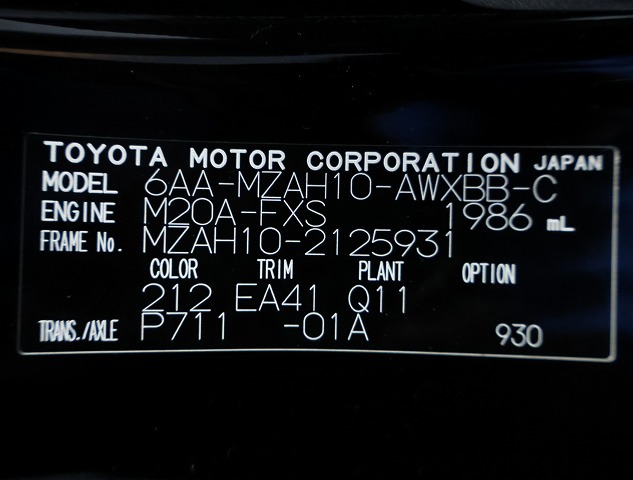 TOYOTA MOTOR CORPORATION JAPAN
MODEL 6AA-MZAH10-AWXBB-C
ENGINE M20A-FXS 1986 mL
FRAME No. MZAH10-2125931
COLOR TRIM PLANT OPTION
212 EA41 Q11
TRANS./AXLE P711 -01A 930